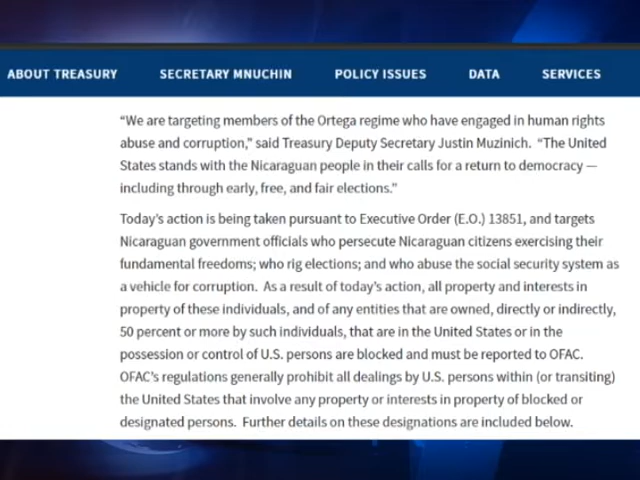 ABOUT TREASURY SECRETARY MNUCHIN POLICY ISSUES DATA SERVICES
“We are targeting members of the Ortega regime who have engaged in human rights
abuse and corruption,” said Treasury Deputy Secretary Justin Muzinich.  “The United
States stands with the Nicaraguan people in their calls for a return to democracy —
including through early, free, and fair elections.”
Today’s action is being taken pursuant to Executive Order (E.O.) 13851, and targets
Nicaraguan government officials who persecute Nicaraguan citizens exercising their
fundamental freedoms; who rig elections; and who abuse the social security system as
a vehicle for corruption.  As a result of today’s action, all property and interests in
property of these individuals, and of any entities that are owned, directly or indirectly,
50 percent or more by such individuals, that are in the United States or in the
possession or control of U.S. persons are blocked and must be reported to OFAC.
OFAC’s regulations generally prohibit all dealings by U.S. persons within (or transiting)
the United States that involve any property or interests in property of blocked or
designated persons.  Further details on these designations are included below.